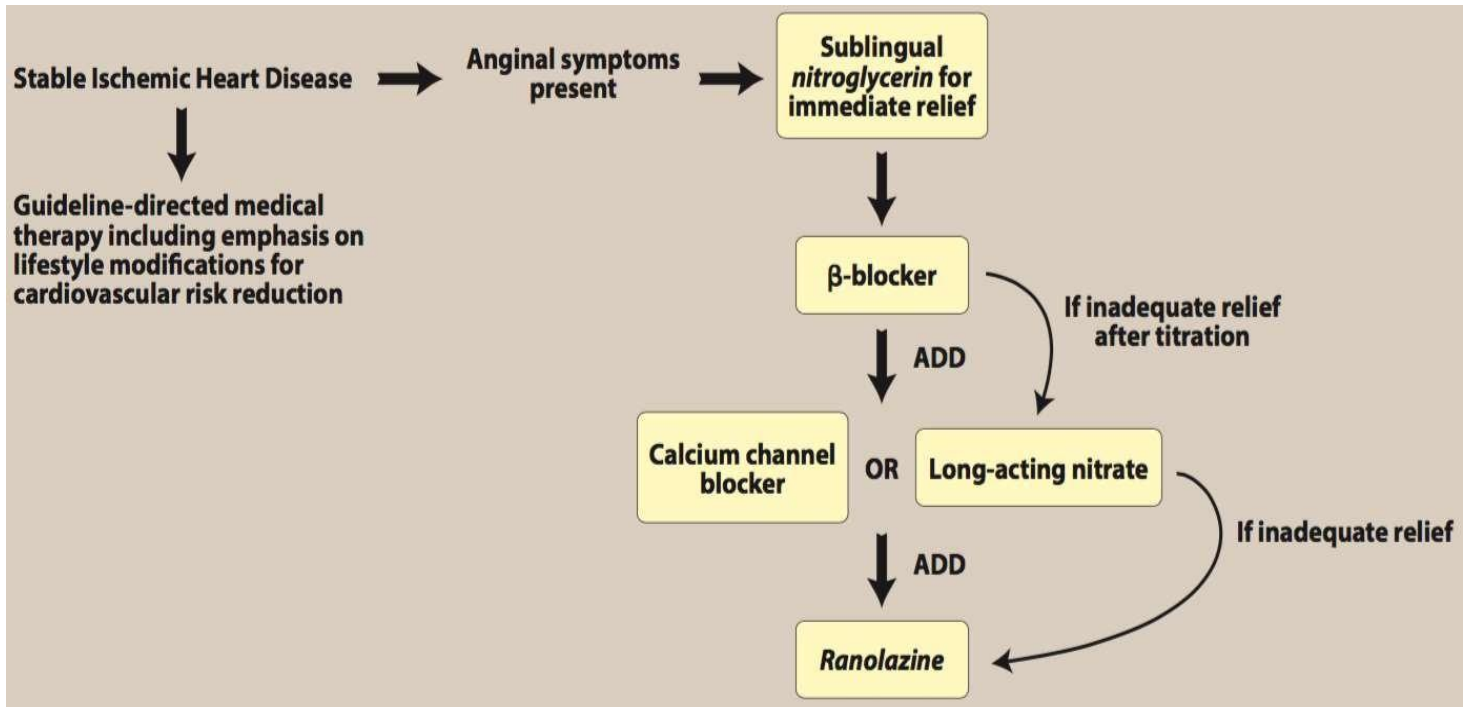 Stable Ischemic Heart Disease
Anginal symptoms
present
Sublingual
nitroglycerin for
immediate relief
Guideline-directed medical
therapy including emphasis on
lifestyle modifications for
cardiovascular risk reduction
β-blocker
If inadequate relief
after titration
ADD
Calcium channel
blocker
OR
Long-acting nitrate
If inadequate relief
ADD
Ranolazine